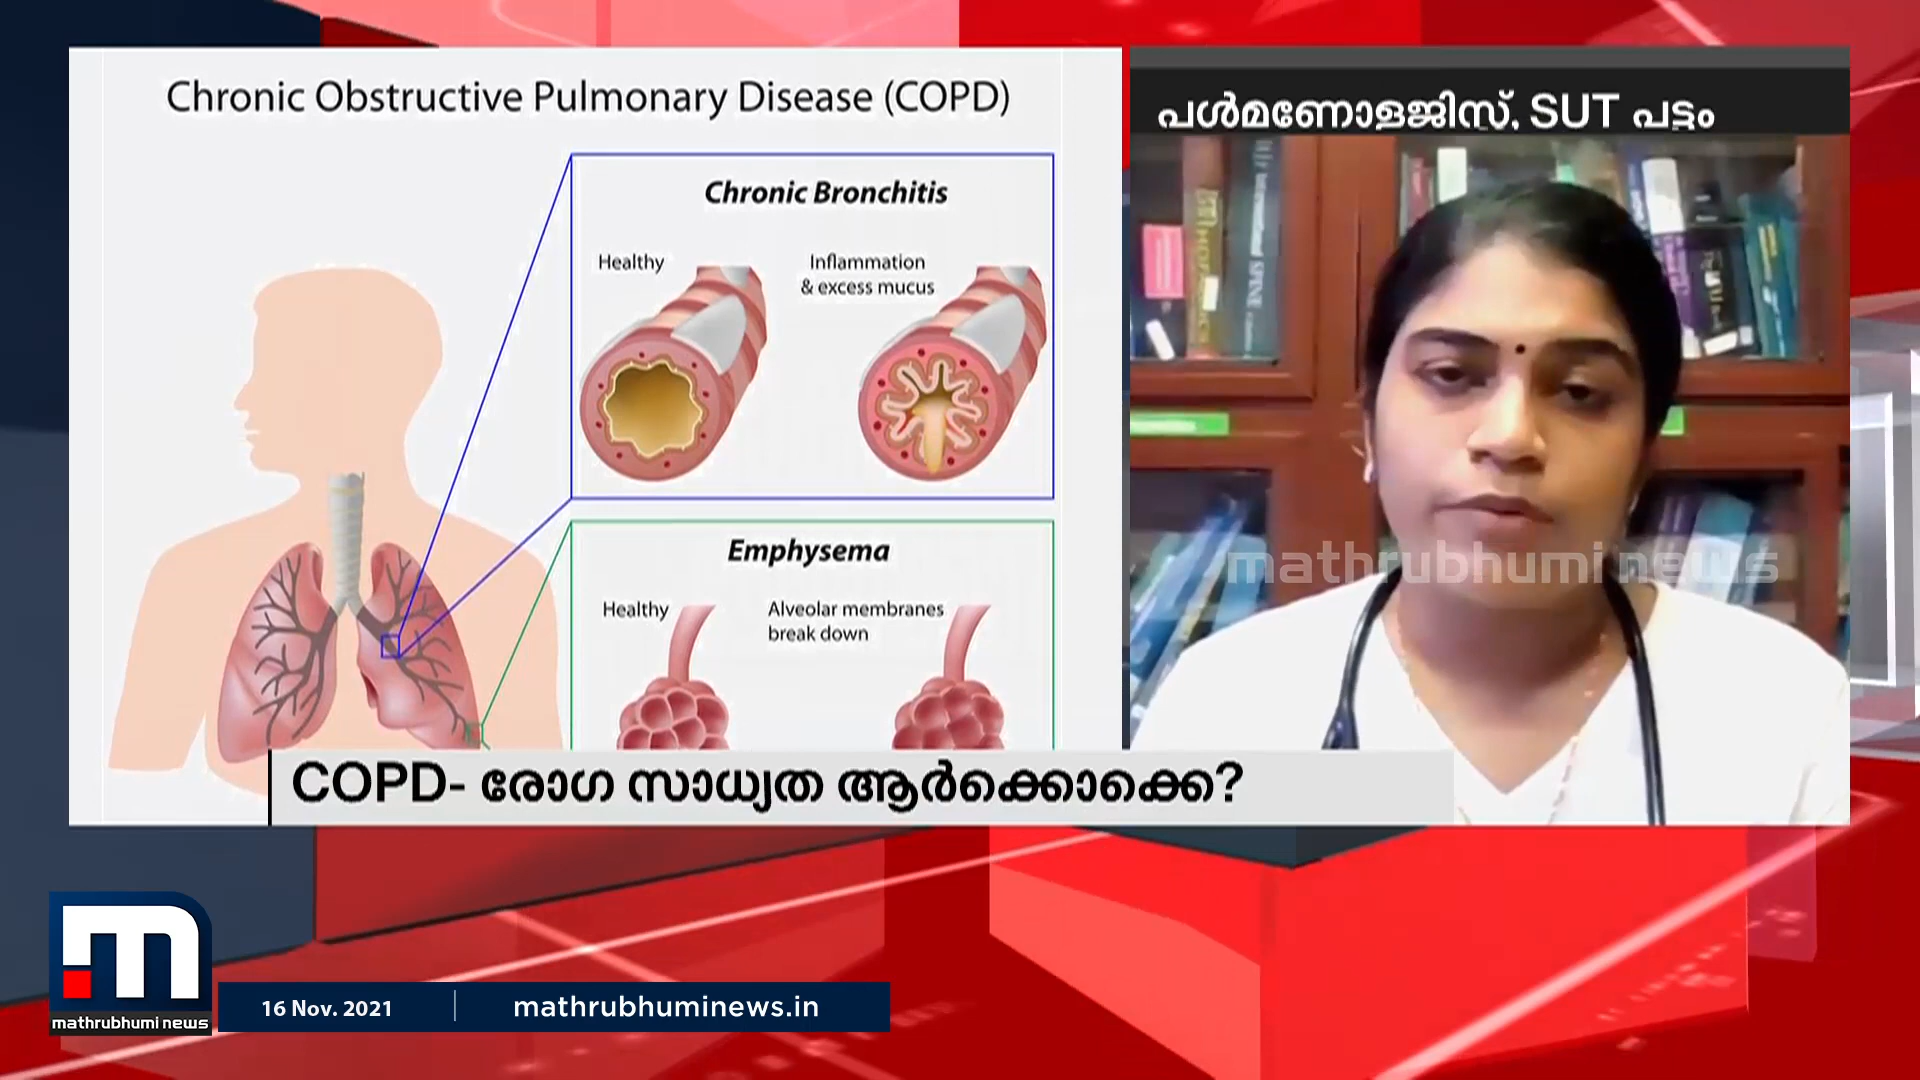 Chronic Obstructive Pulmonary Disease (COPD)
Chronic Bronchitis
Healthy
Inflammation
& excess mucus
Emphysema
Healthy
Alveolar membranes
break down
പൾമണോളജിസ്റ്, SUT പട്ടം
mathrubhumi news
COPD- രോഗ സാധ്യത ആർക്കൊക്കെ?
mathrubhumi news
16 Nov. 2021
mathrubhuminews.in